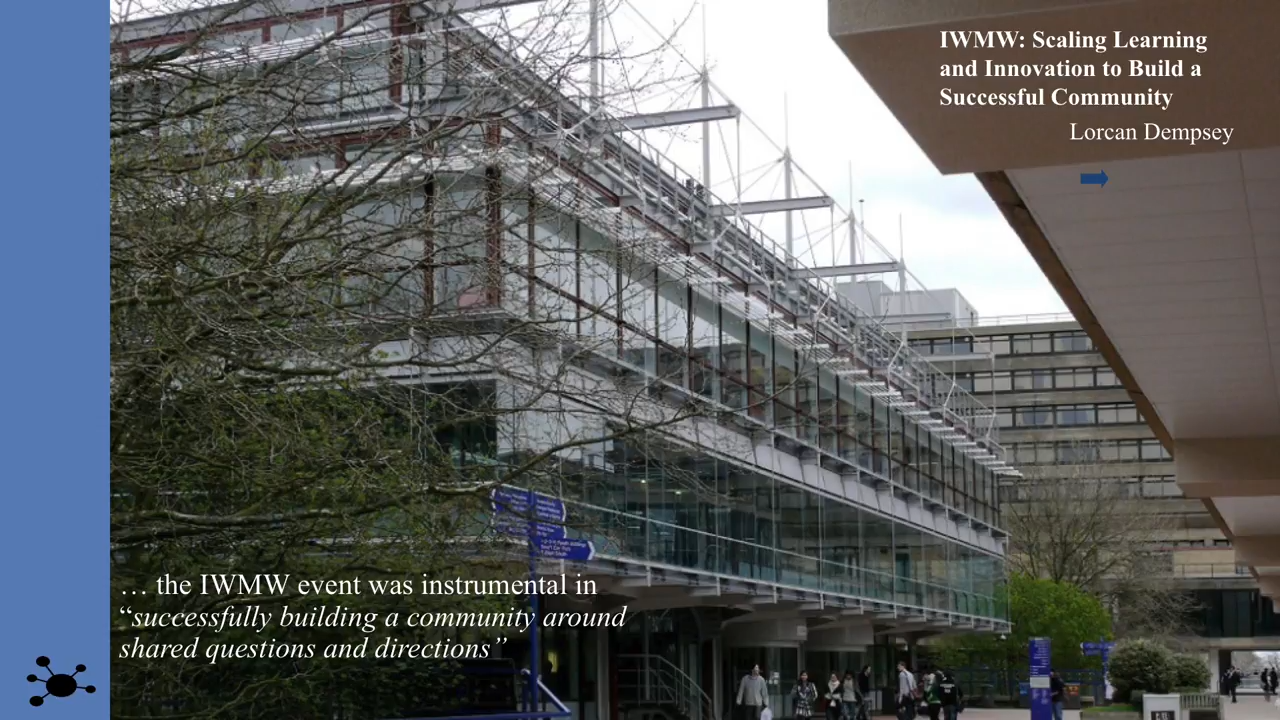 IWMW: Scaling Learning
and Innovation to Build a
Successful Community
Lorcan Dempsey
… the IWMW event was instrumental in
“successfully building a community around
shared questions and directions”